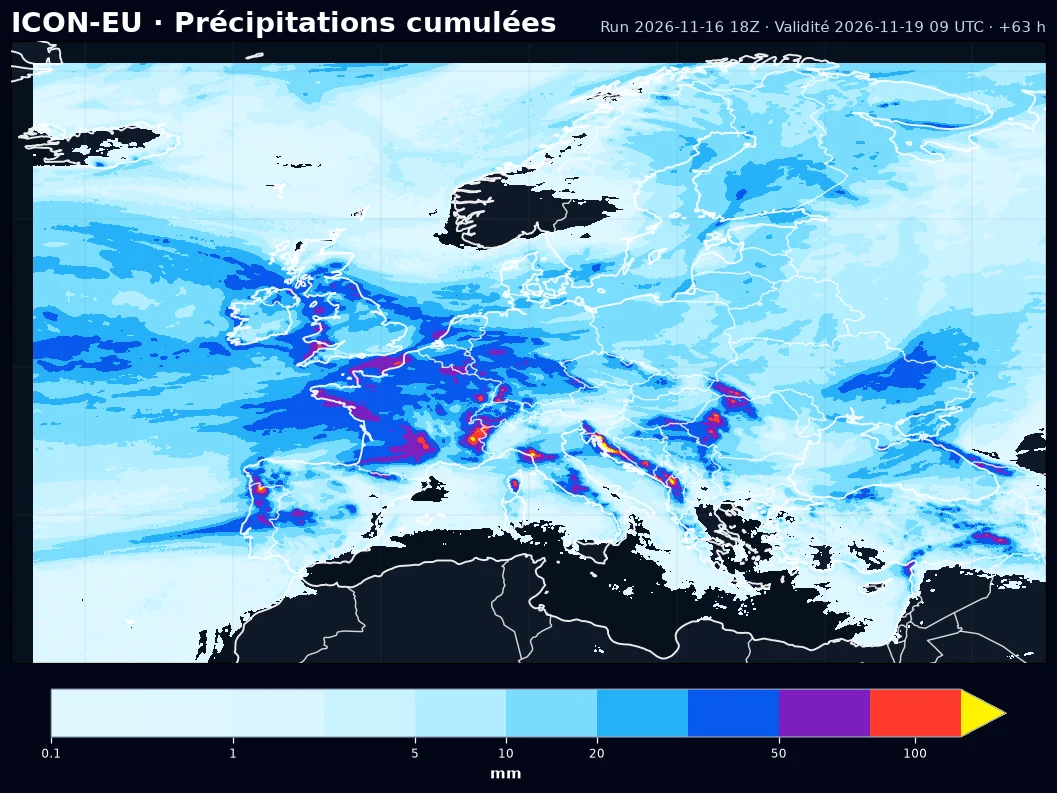 ICON-EU · Précipitations cumulées
Run 2026-11-16 18Z · Validité 2026-11-19 09 UTC · +63 h
0.1 1 5 10 20 50 100
mm